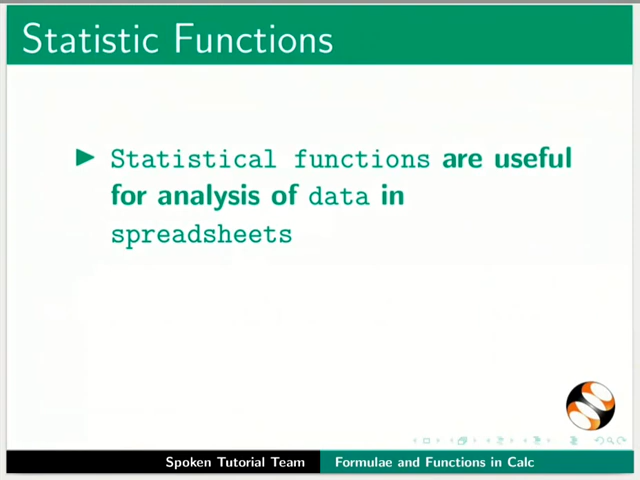 Statistic Functions
Statistical functions are useful
for analysis of data in
spreadsheets
Spoken Tutorial Team Formulae and Functions in Calc